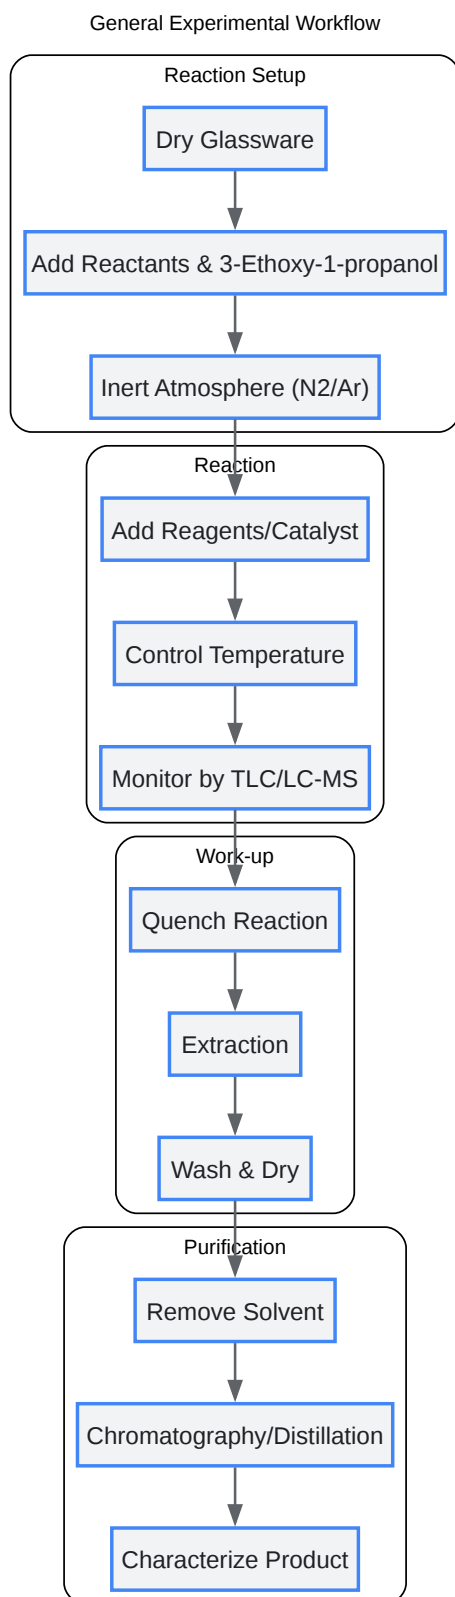 General Experimental Workflow
Reaction Setup
Dry Glassware
Add Reactants & 3-Ethoxy-1-propanol
Inert Atmosphere (N2/Ar)
Reaction
Add Reagents/Catalyst
Control Temperature
Monitor by TLC/LC-MS
Work-up
Quench Reaction
Extraction
Wash & Dry
Purification
Remove Solvent
Chromatography/Distillation
Characterize Product